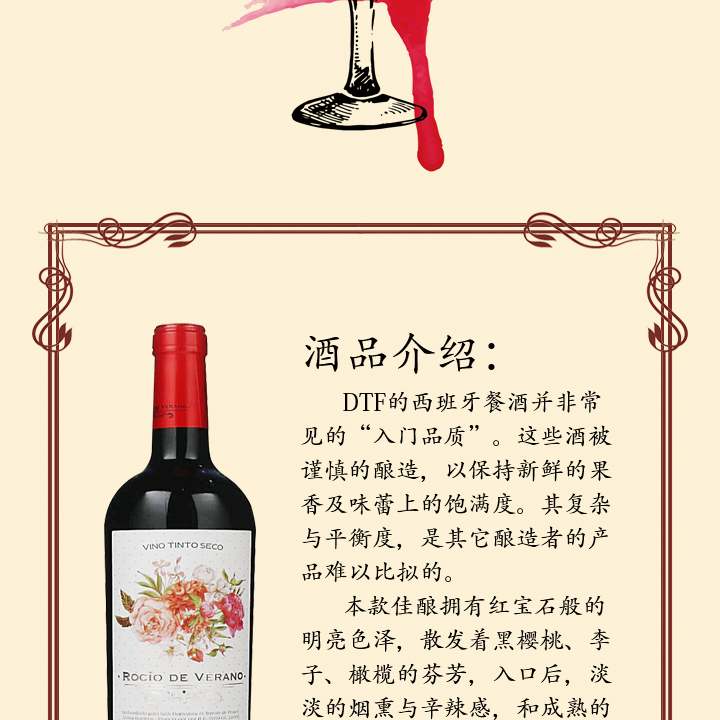 酒品介绍：
DTF的西班牙餐酒并非常
见的“入门品质”。这些酒被
谨慎的酿造，以保持新鲜的果
香及味蕾上的饱满度。其复杂
与平衡度，是其它酿造者的产
品难以比拟的。
本款佳酿拥有红宝石般的
明亮色泽，散发着黑樱桃、李
子、橄榄的芬芳，入口后，淡
淡的烟熏与辛辣感，和成熟的
VINO TINTO SECO
·ROCÍO DE VERANO·